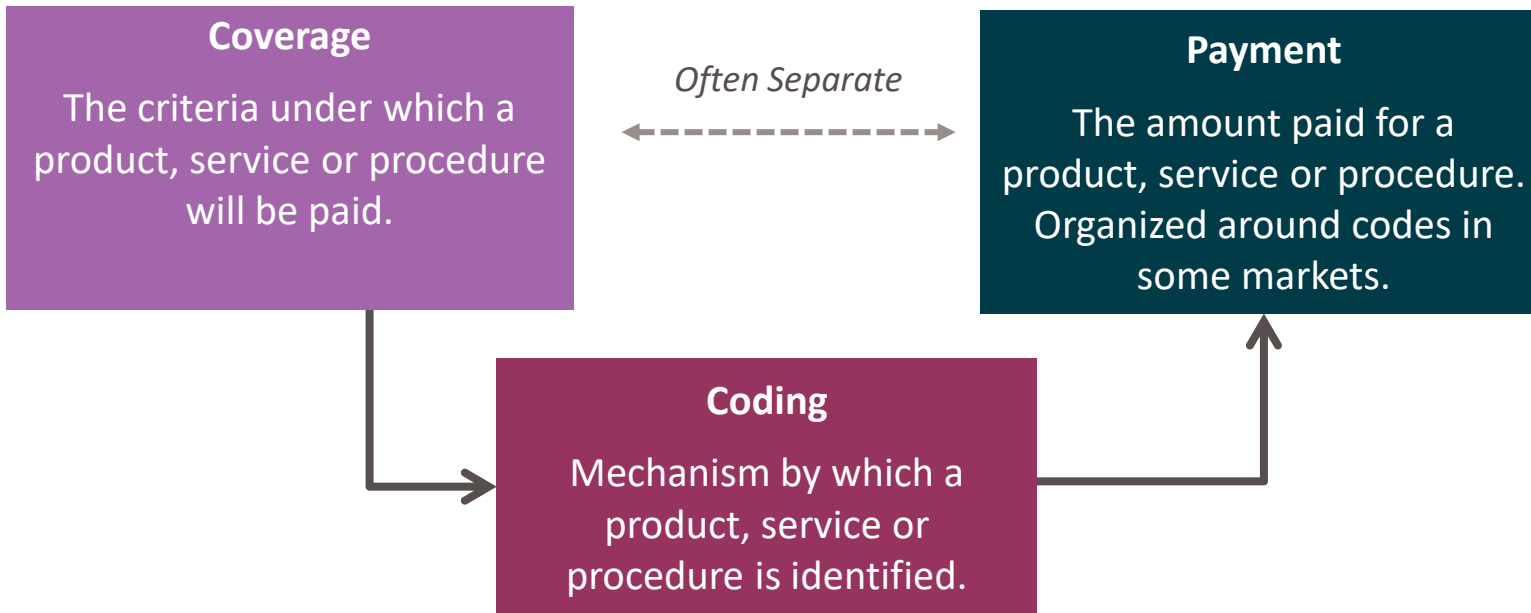 Coverage
The criteria under which a
product, service or procedure
will be paid.
Often Separate
Payment
The amount paid for a
product, service or procedure.
Organized around codes in
some markets.
Coding
Mechanism by which a
product, service or
procedure is identified.